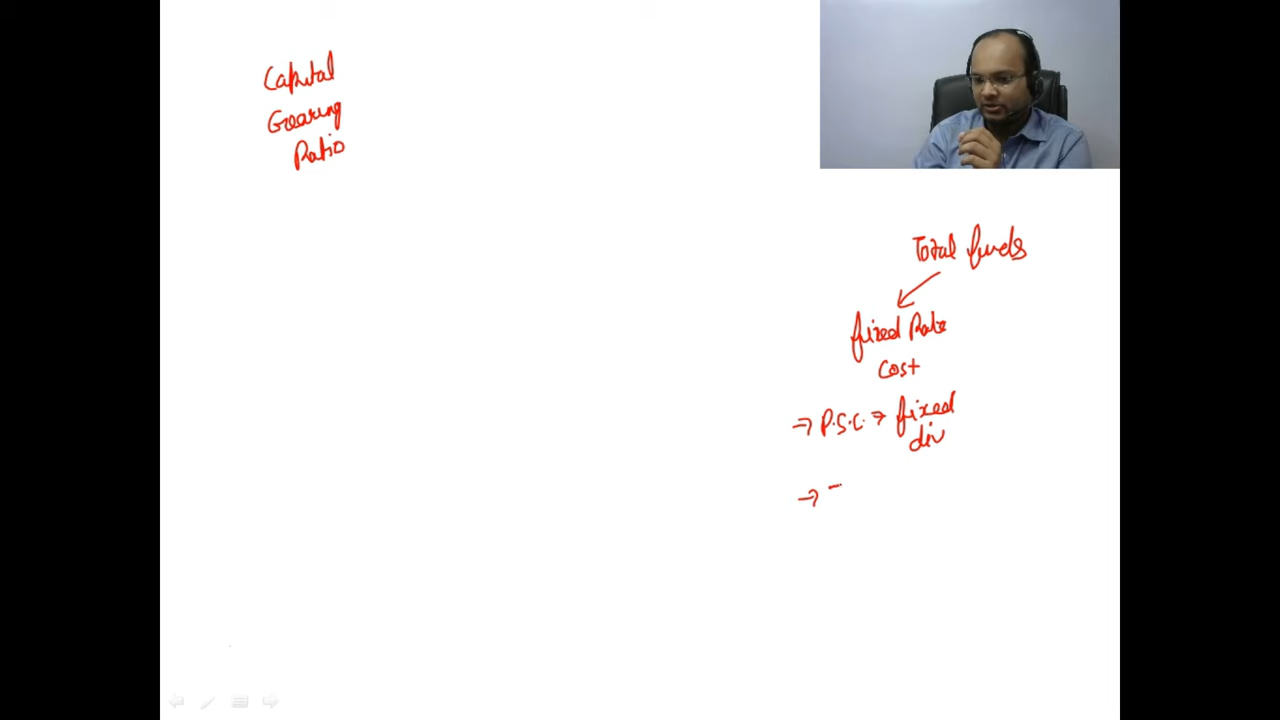 Capital
Gearing
Ratio
Total funds
fixed Rate
cost
→ P.S.C. → fixed
div
→